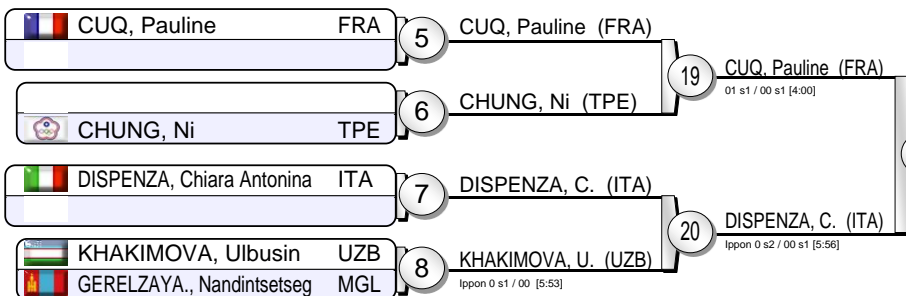 CUQ, Pauline FRA
5
CUQ, Pauline (FRA)
19
CUQ, Pauline (FRA)
01 s1 / 00 s1 [4:00]
6
CHUNG, Ni (TPE)
CHUNG, Ni TPE
DISPENZA, Chiara Antonina ITA
7
DISPENZA, C. (ITA)
20
DISPENZA, C. (ITA)
Ippon 0 s2 / 00 s1 [5:56]
KHAKIMOVA, Ulbusin UZB
8
KHAKIMOVA, U. (UZB)
Ippon 0 s1 / 00 [5:53]
GERELZAYA., Nandintsetseg MGL